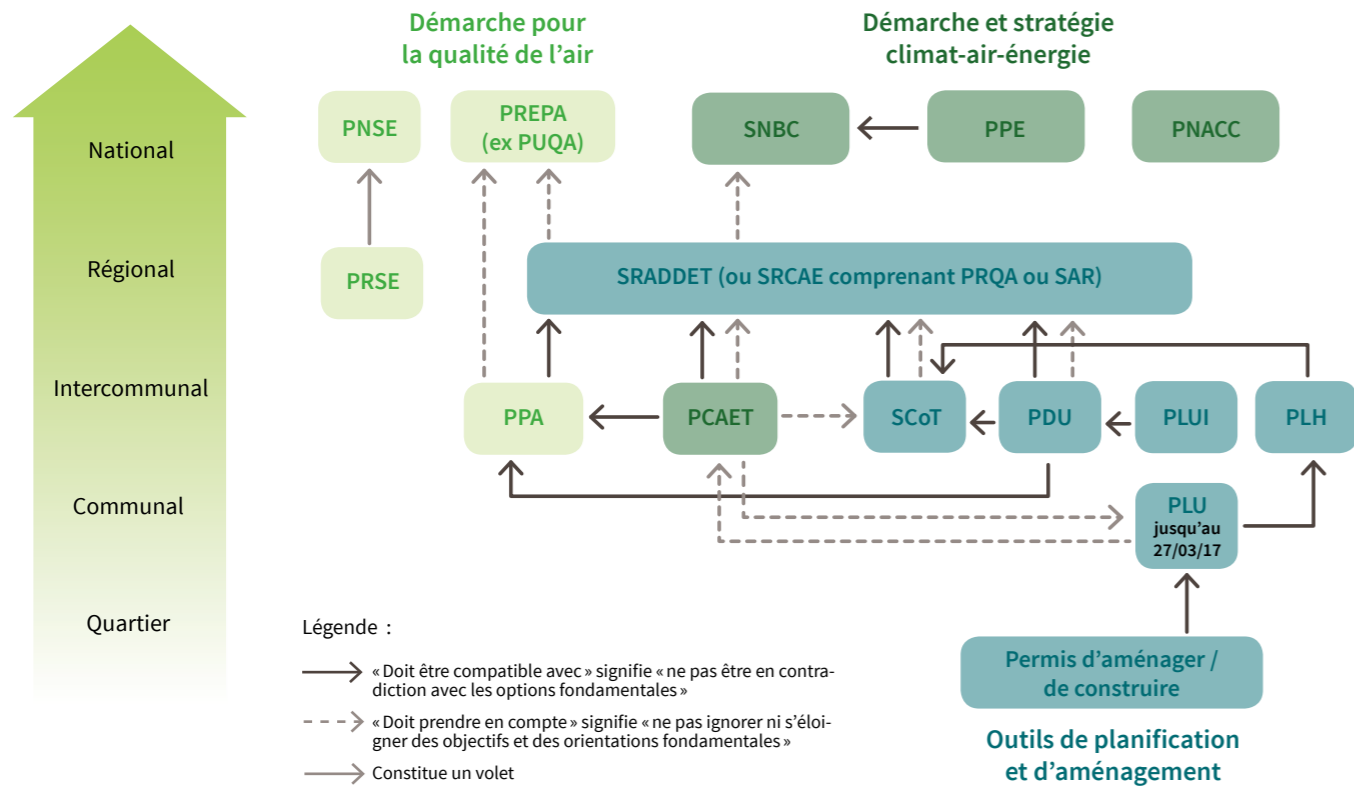 Démarche pour
la qualité de l’air
Démarche et stratégie
climat-air-énergie
National
PNSE
PREPA
(ex PUQA)
SNBC
PPE
PNACC
Régional
PRSE
SRADDET (ou SRCAE comprenant PRQA ou SAR)
Intercommunal
PPA
PCAET
SCoT
PDU
PLUI
PLH
Communal
PLU
jusqu’au
27/03/17
Quartier
Permis d’aménager /
de construire
Outils de planification
et d’aménagement
Légende :
« Doit être compatible avec » signifie « ne pas être en contra-
diction avec les options fondamentales »
« Doit prendre en compte » signifie « ne pas ignorer ni s’éloi-
gner des objectifs et des orientations fondamentales »
Constitue un volet